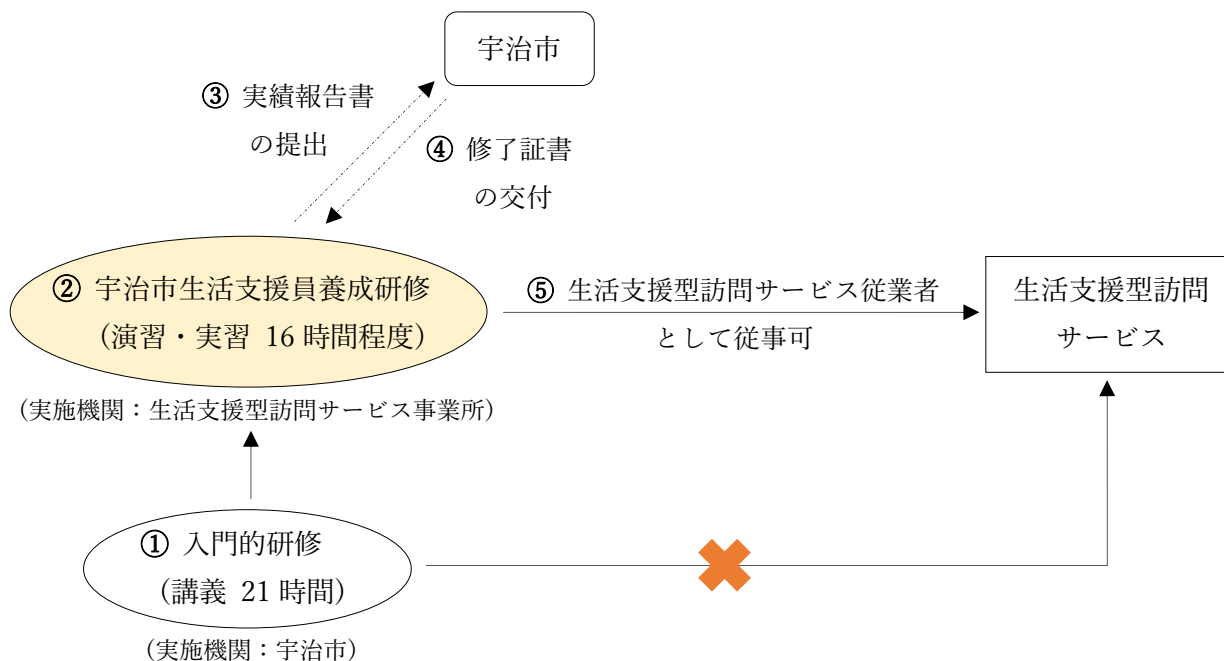 宇治市
③ 実績報告書
の提出
④ 修了証書
の交付
② 宇治市生活支援員養成研修
(演習・実習 16時間程度)
(実施機関：生活支援型訪問サービス事業所)
⑤ 生活支援型訪問サービス従業者
として従事可
生活支援型訪問
サービス
① 入門的研修
(講義 21時間)
(実施機関：宇治市)